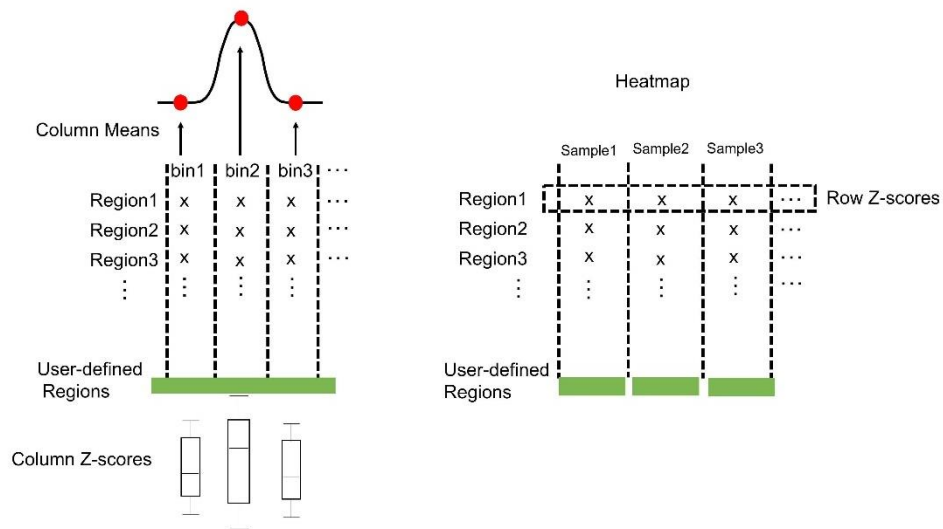 Column Means
bin1 bin2 bin3 ···
Region1 x x x ···
Region2 x x x ···
Region3 x x x ···
⋮ ⋮ ⋮ ⋮
User-defined
Regions
Column Z-scores
Heatmap
Sample1 Sample2 Sample3
Region1 x x x ··· Row Z-scores
Region2 x x x ···
Region3 x x x ···
⋮ ⋮ ⋮ ⋮
User-defined
Regions